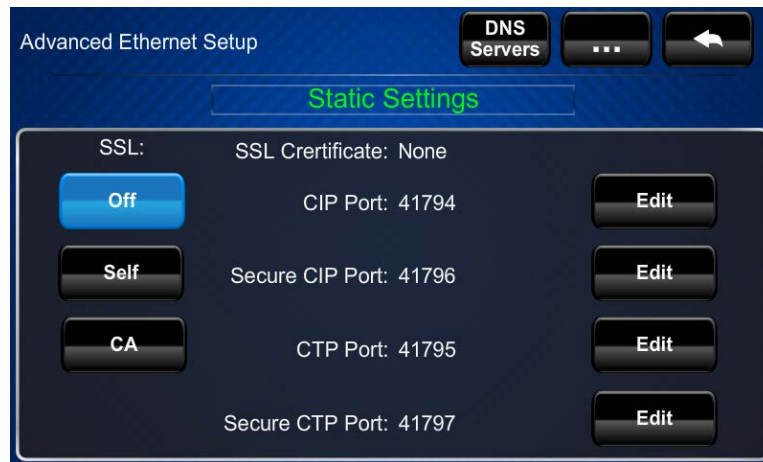 Advanced Ethernet Setup
DNS
Servers
...
Static Settings
SSL:
SSL Crertificate: None
Off
CIP Port: 41794
Edit
Self
Secure CIP Port: 41796
Edit
CA
CTP Port: 41795
Edit
Secure CTP Port: 41797
Edit